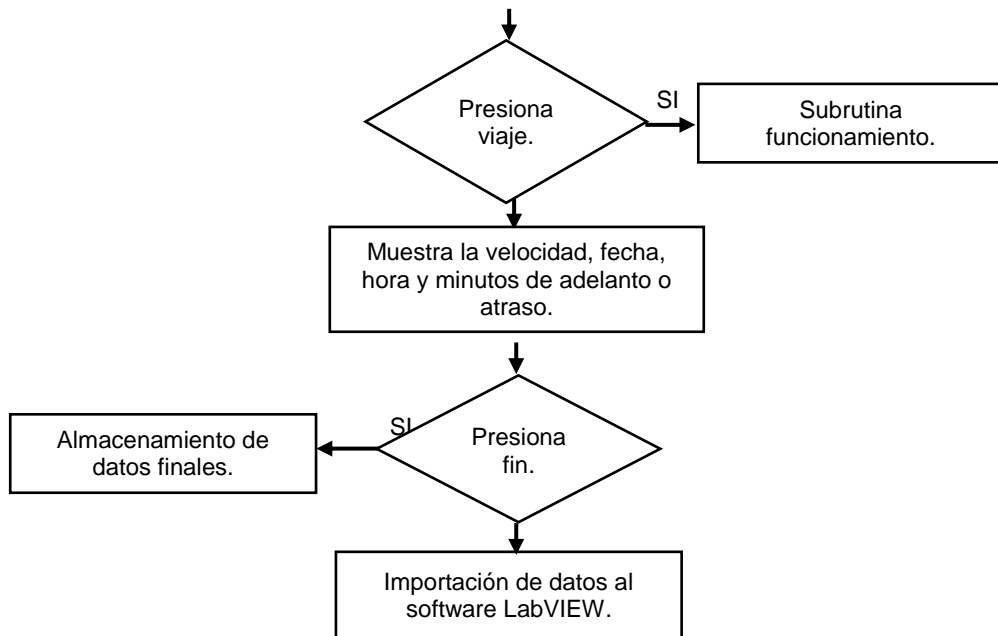 Presiona
viaje.
SI
Subrutina
funcionamiento.
Muestra la velocidad, fecha,
hora y minutos de adelanto o
atraso.
Almacenamiento de
datos finales.
SI
Presiona
fin.
Importación de datos al
software LabVIEW.